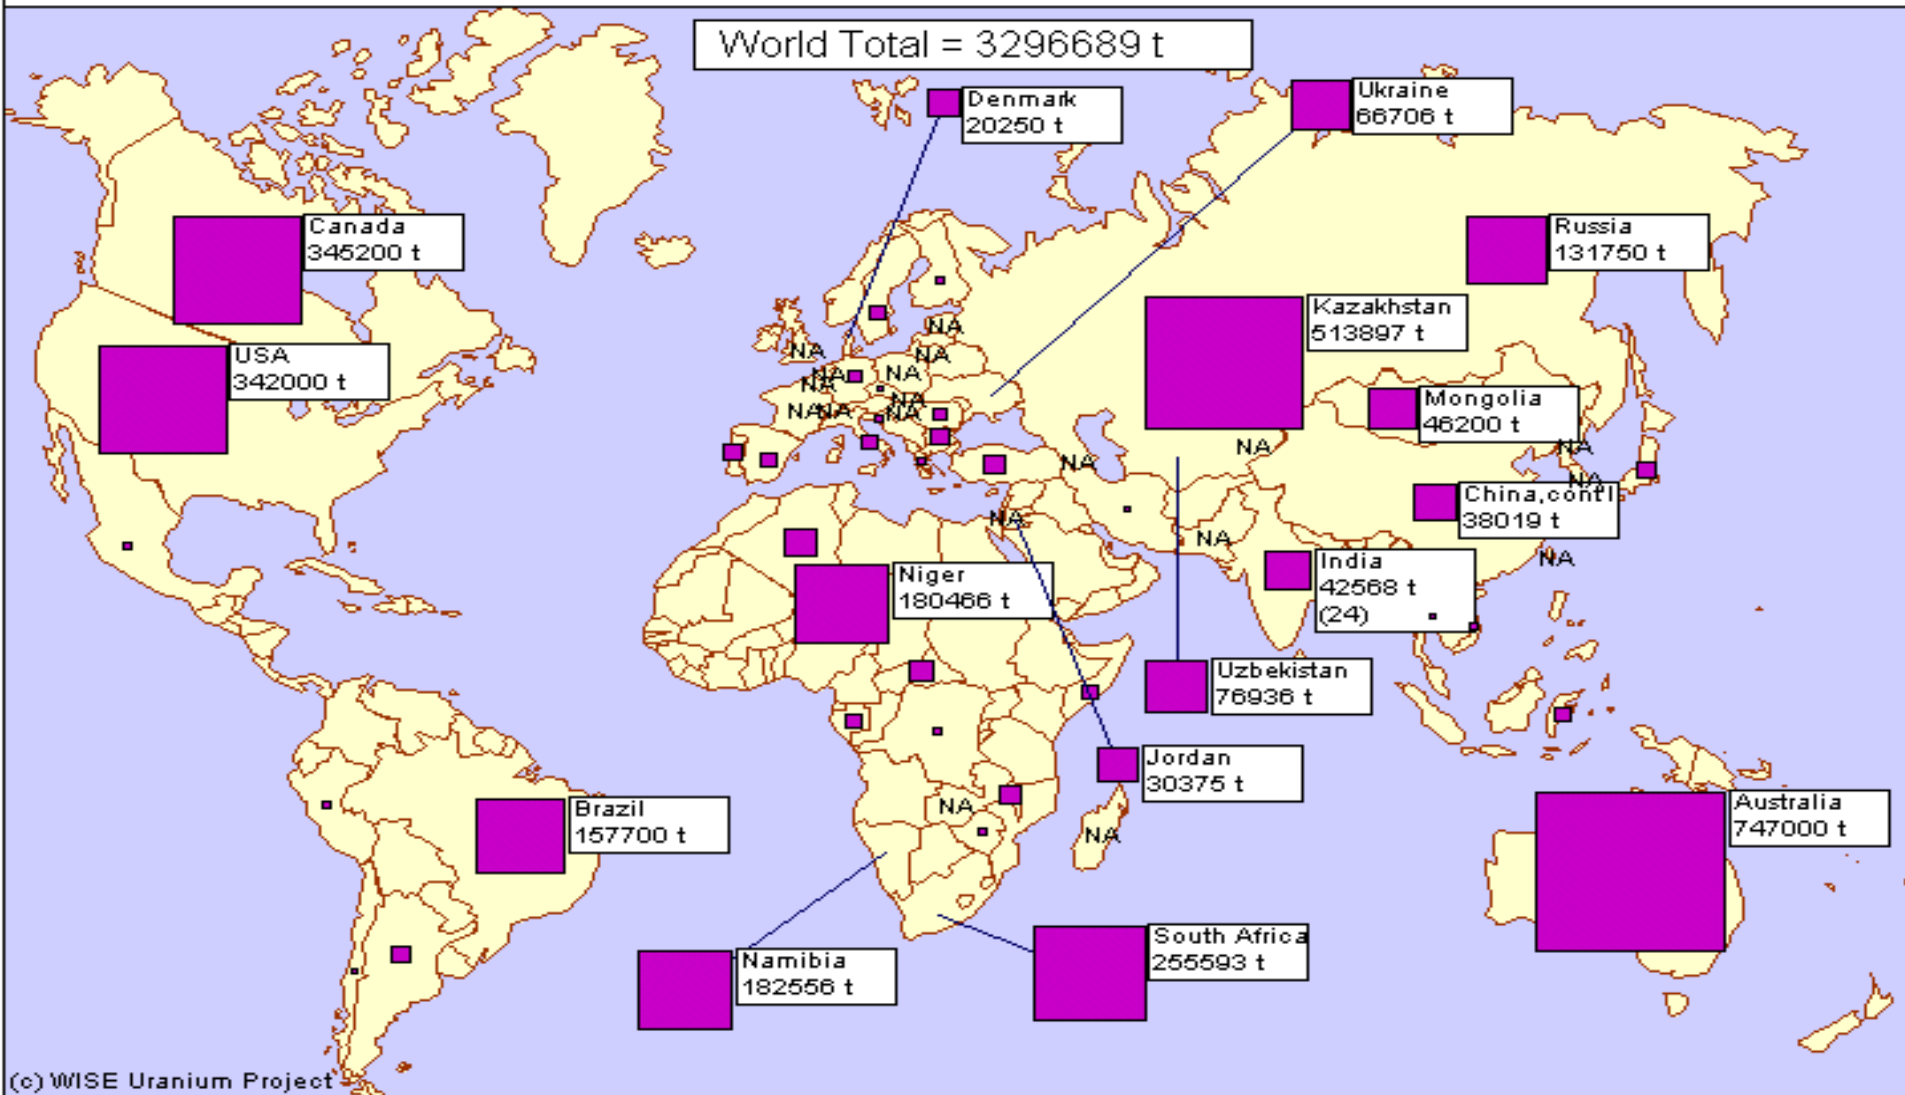 World Total = 3296689 t
Denmark
20250 t
Ukraine
66706 t
Canada
345200 t
Russia
131750 t
Kazakhstan
513897 t
USA
342000 t
Mongolia
46200 t
NA
NA
NA
NA
NA
NA
NA
NA
NA
NA
NA
NA
NA
NA
China,cont'l
38019 t
NA
NA
NA
India
42568 t
(24)
Niger
180466 t
Uzbekistan
76936 t
Jordan
30375 t
Brazil
157700 t
NA
NA
Australia
747000 t
Namibia
182556 t
South Africa
255593 t
(c) WISE Uranium Project